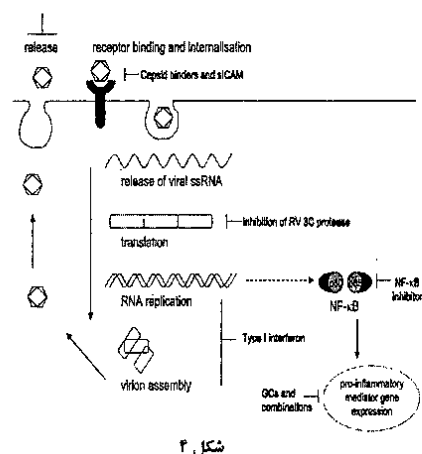 release
receptor binding and internalisation
Capsid binders and sICAM
release of viral ssRNA
Inhibition of RV 3C protease
translation
RNA replication
NF-κB
NF-κB
inhibitor
Type I interferon
virion assembly
GCs and
combinations
pro-inflammatory
mediator gene
expression
شکل ۴